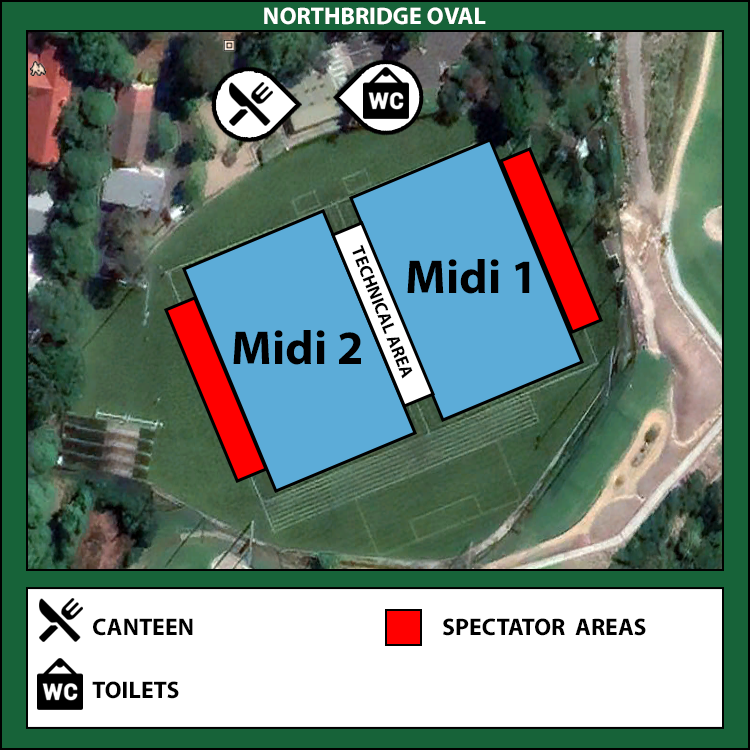 NORTHBRIDGE OVAL
WC
Midi 1
TECHNICAL AREA
Midi 2
CANTEEN
SPECTATOR AREAS
WC
TOILETS